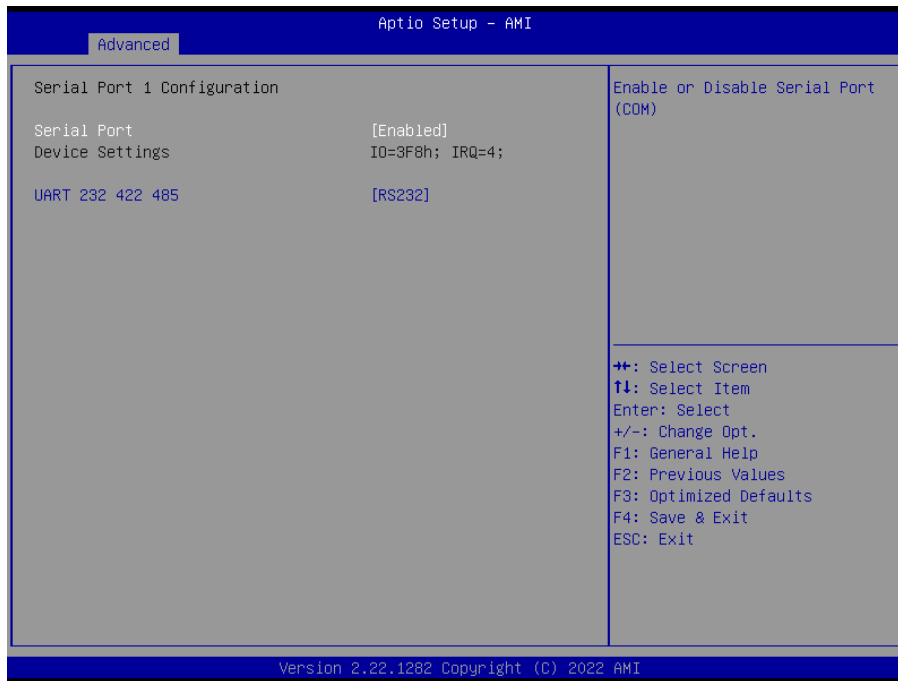 Aptio Setup – AMI
Advanced
Serial Port 1 Configuration
Serial Port [Enabled]
Device Settings IO=3F8h; IRQ=4;
UART 232 422 485 [RS232]
Enable or Disable Serial Port
(COM)
→←: Select Screen
↑↓: Select Item
Enter: Select
+/-: Change Opt.
F1: General Help
F2: Previous Values
F3: Optimized Defaults
F4: Save & Exit
ESC: Exit
Version 2.22.1282 Copyright (C) 2022 AMI